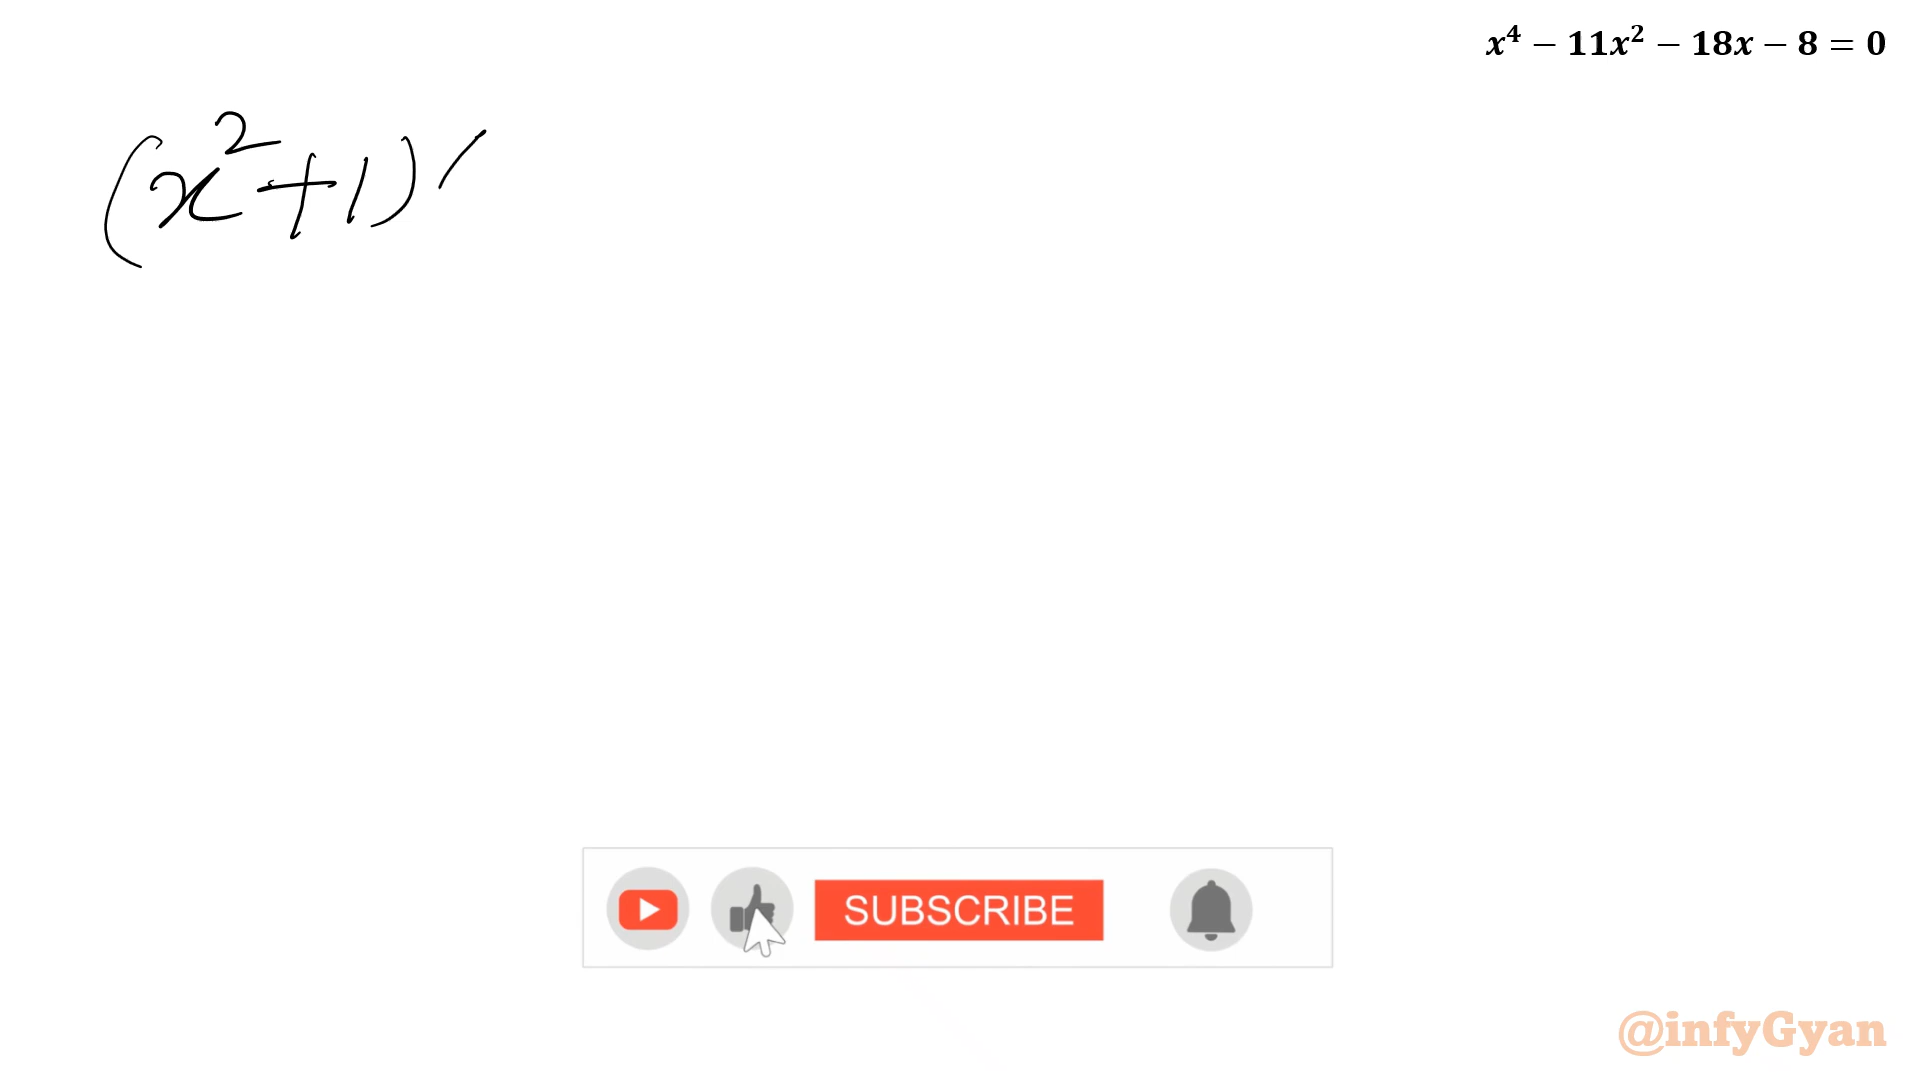 x⁴ − 11x² − 18x − 8 = 0
(x²+1)(
SUBSCRIBE
@infyGyan